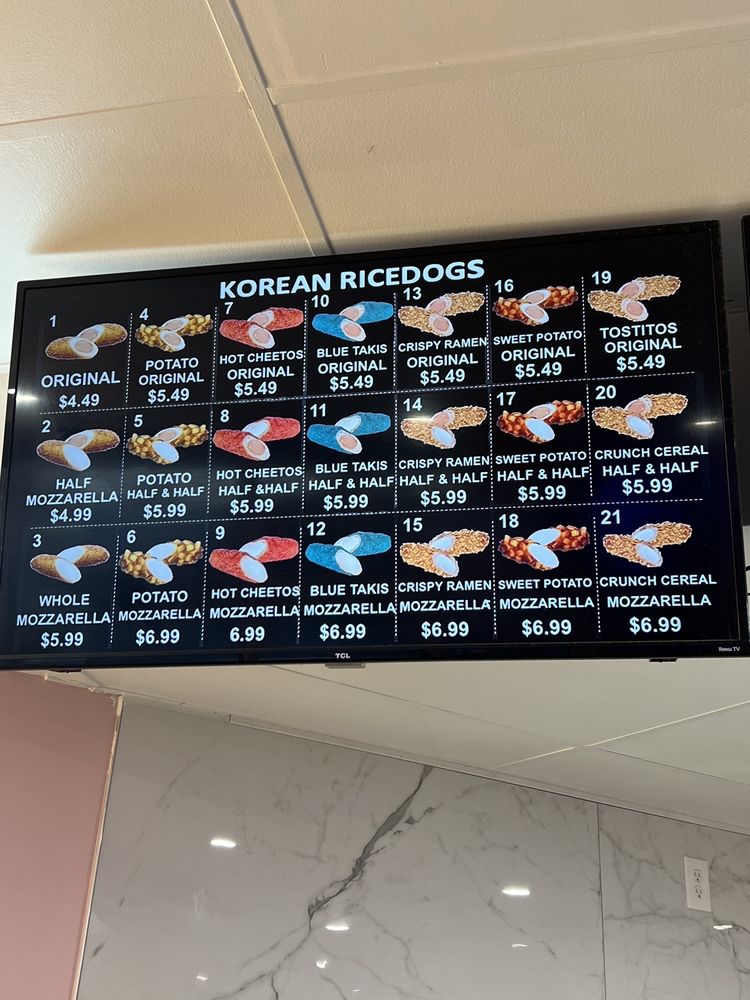 KOREAN RICEDOGS
1
ORIGINAL
$4.49
4
POTATO
ORIGINAL
$5.49
7
HOT CHEETOS
ORIGINAL
$5.49
10
BLUE TAKIS
ORIGINAL
$5.49
13
CRISPY RAMEN
ORIGINAL
$5.49
16
SWEET POTATO
ORIGINAL
$5.49
19
TOSTITOS
ORIGINAL
$5.49
2
HALF
MOZZARELLA
$4.99
5
POTATO
HALF & HALF
$5.99
8
HOT CHEETOS
HALF &HALF
$5.99
11
BLUE TAKIS
HALF & HALF
$5.99
14
CRISPY RAMEN
HALF & HALF
$5.99
17
SWEET POTATO
HALF & HALF
$5.99
20
CRUNCH CEREAL
HALF & HALF
$5.99
3
WHOLE
MOZZARELLA
$5.99
6
POTATO
MOZZARELLA
$6.99
9
HOT CHEETOS
MOZZARELLA
6.99
12
BLUE TAKIS
MOZZARELLA
$6.99
15
CRISPY RAMEN
MOZZARELLA
$6.99
18
SWEET POTATO
MOZZARELLA
$6.99
21
CRUNCH CEREAL
MOZZARELLA
$6.99
TCL
Roku TV